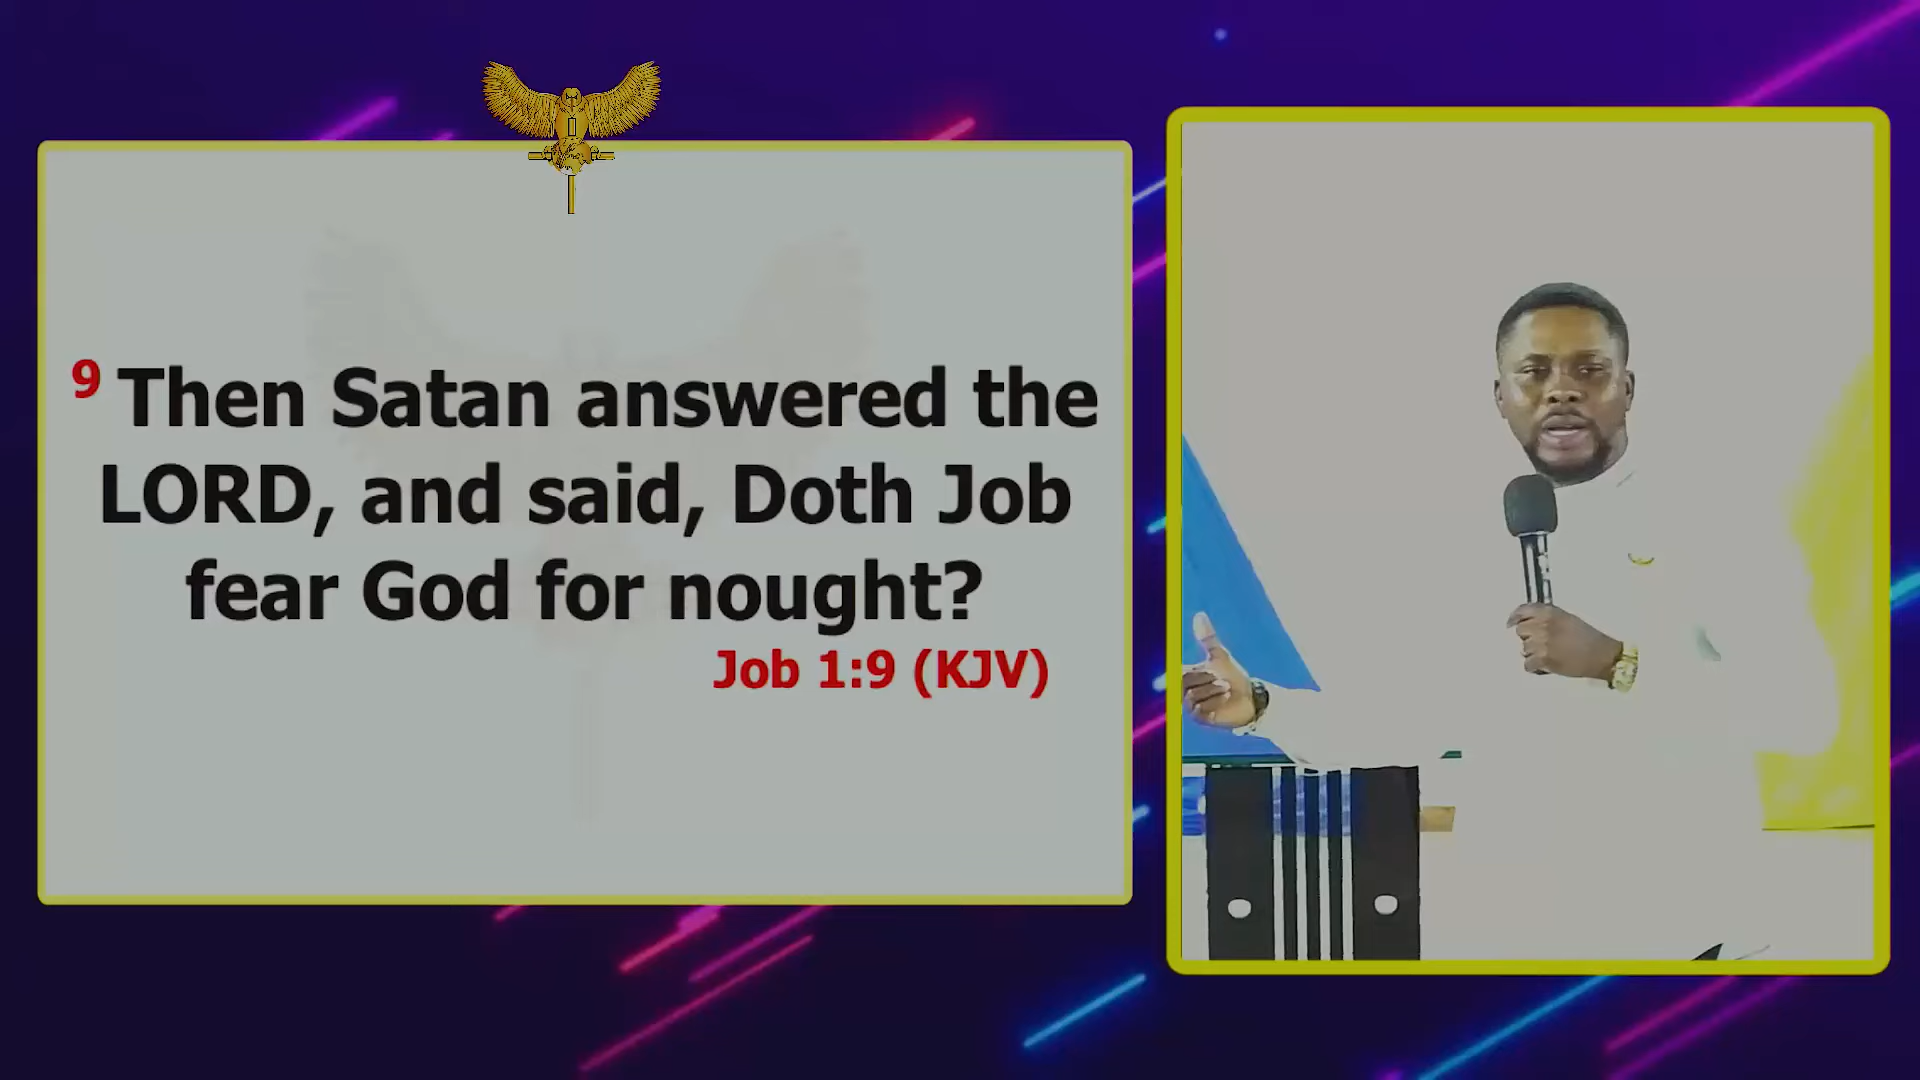 9 Then Satan answered the
LORD, and said, Doth Job
fear God for nought?
Job 1:9 (KJV)